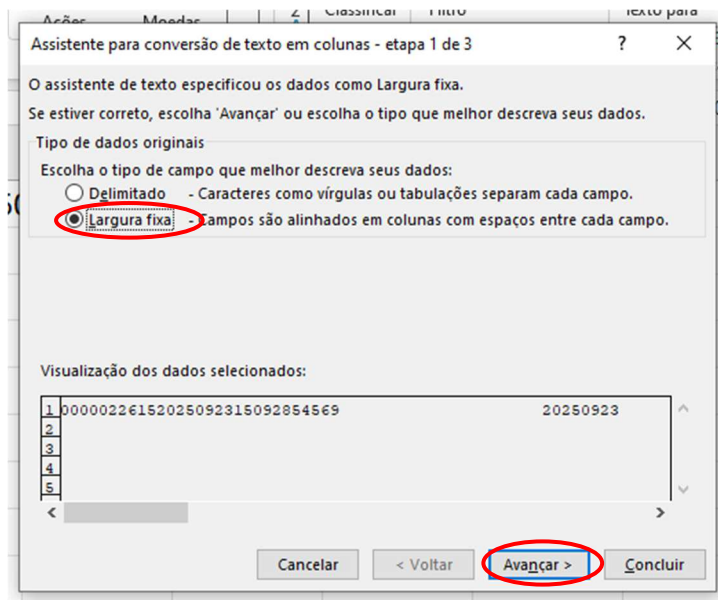 Ações Moedas Classificar Filtro Texto para
Assistente para conversão de texto em colunas - etapa 1 de 3 ? ×
O assistente de texto especificou os dados como Largura fixa.
Se estiver correto, escolha 'Avançar' ou escolha o tipo que melhor descreva seus dados.
Tipo de dados originais
Escolha o tipo de campo que melhor descreva seus dados:
Delimitado - Caracteres como vírgulas ou tabulações separam cada campo.
Largura fixa - Campos são alinhados em colunas com espaços entre cada campo.
Visualização dos dados selecionados:
1 00000226152025092315092854569 20250923
2
3
4
5
Cancelar < Voltar Avançar > Concluir